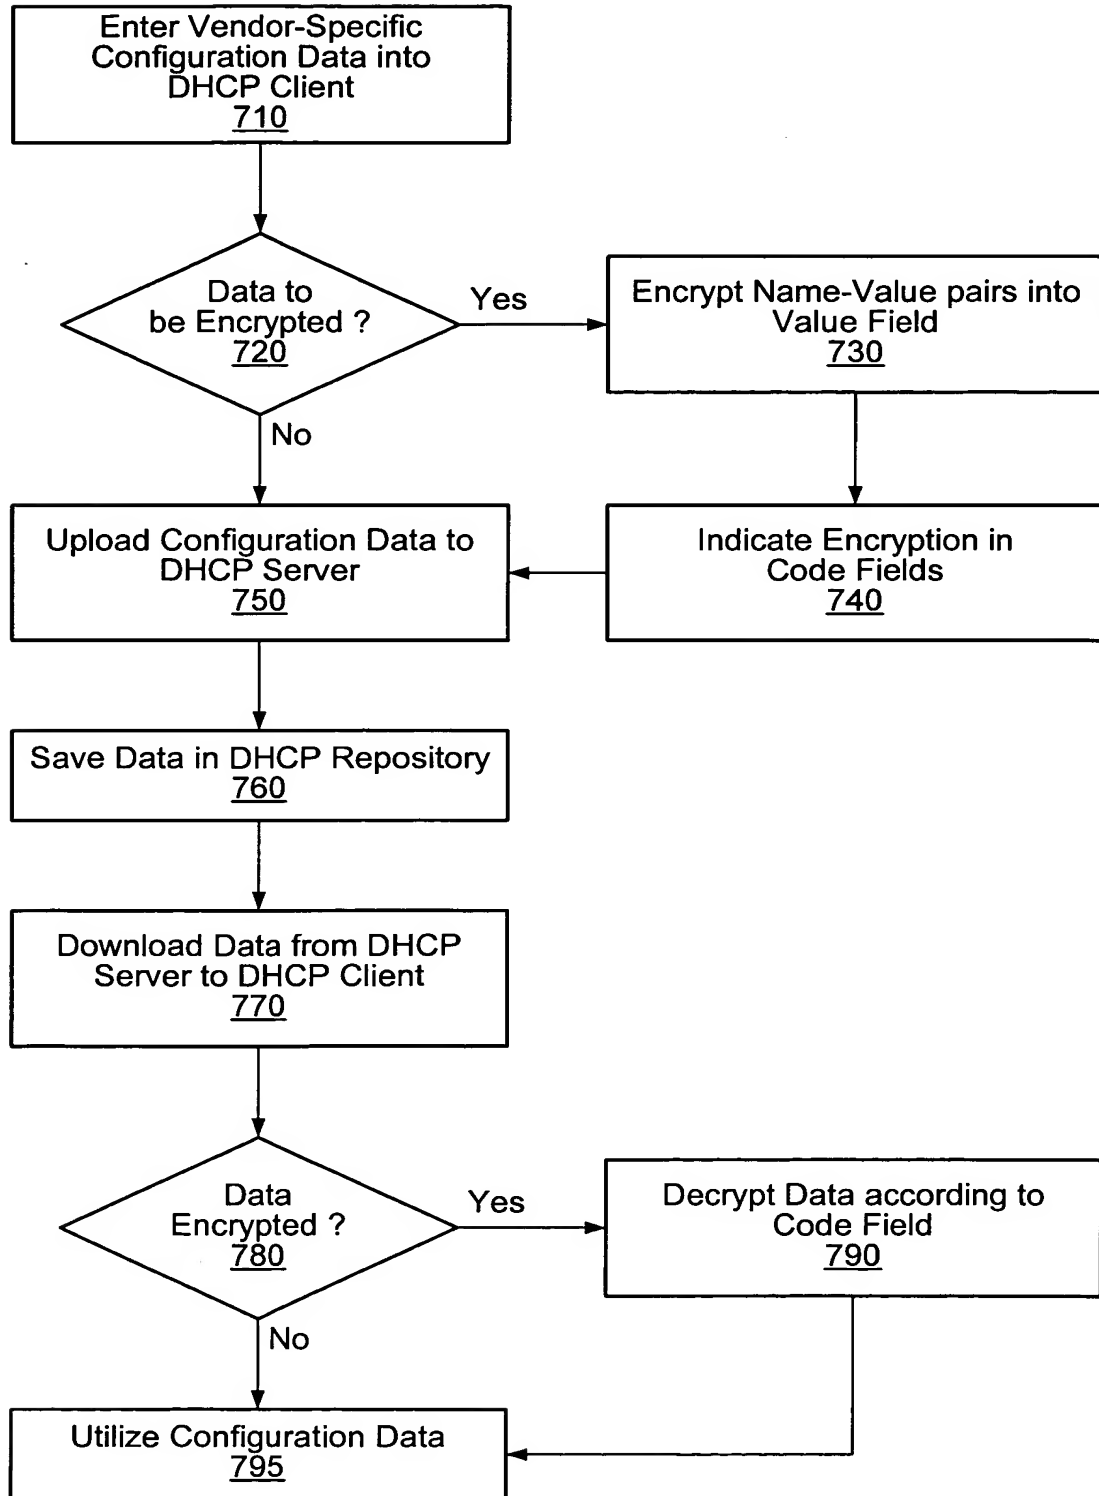 Enter Vendor-Specific
Configuration Data into
DHCP Client
710
Data to
be Encrypted ?
720
Yes
Encrypt Name-Value pairs into
Value Field
730
No
Upload Configuration Data to
DHCP Server
750
Indicate Encryption in
Code Fields
740
Save Data in DHCP Repository
760
Download Data from DHCP
Server to DHCP Client
770
Data
Encrypted ?
780
Yes
Decrypt Data according to
Code Field
790
No
Utilize Configuration Data
795